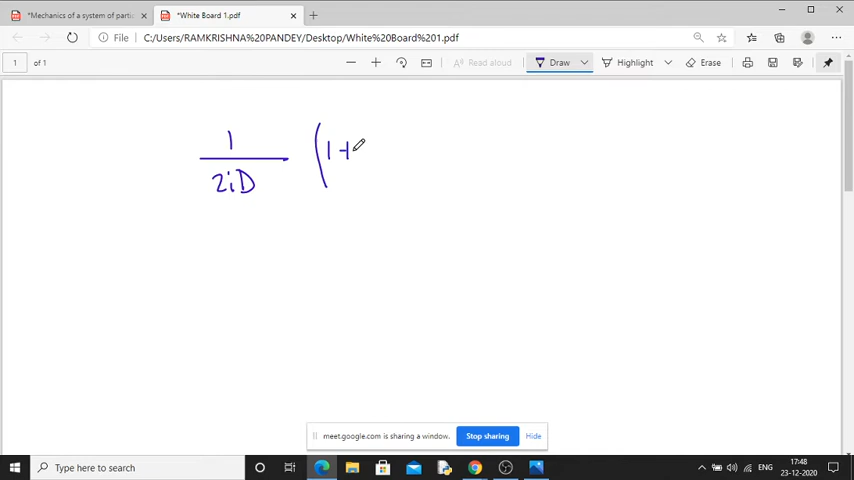 *Mechanics of a system of partic
*White Board 1.pdf
File
C:/Users/RAMKRISHNA%20PANDEY/Desktop/White%20Board%201.pdf
1 of 1
Read aloud
Draw
Highlight
Erase
1
2iD
(1+
meet.google.com is sharing a window.
Stop sharing
Hide
Type here to search
ENG
17:48
23-12-2020